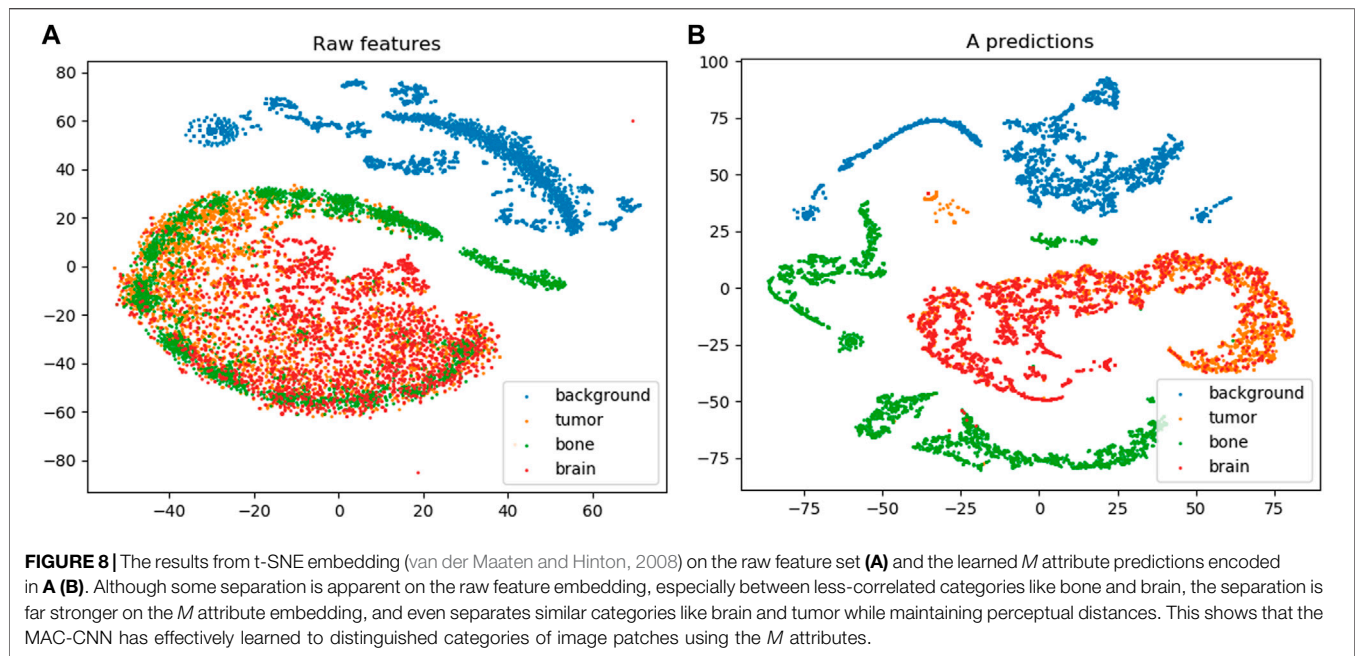 A
Raw features
80
60
40
20
0
−20
−40
−60
−80
−40
−20
0
20
40
60
background
tumor
bone
brain
B
A predictions
100
75
50
25
0
−25
−50
−75
−75
−50
−25
0
25
50
75
background
tumor
bone
brain
FIGURE 8 | The results from t-SNE embedding (van der Maaten and Hinton, 2008) on the raw feature set (A) and the learned M attribute predictions encoded
in A (B). Although some separation is apparent on the raw feature embedding, especially between less-correlated categories like bone and brain, the separation is
far stronger on the M attribute embedding, and even separates similar categories like brain and tumor while maintaining perceptual distances. This shows that the
MAC-CNN has effectively learned to distinguished categories of image patches using the M attributes.